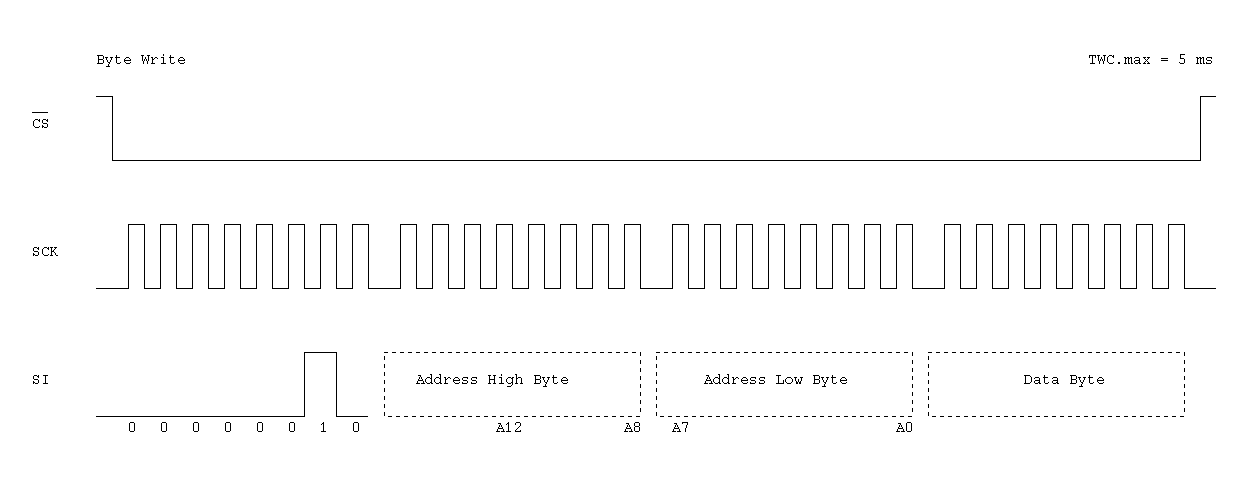 Byte Write TWC.max = 5 ms
CS
SCK
SI Address High Byte Address Low Byte Data Byte
0 0 0 0 0 0 1 0 A12 A8 A7 A0